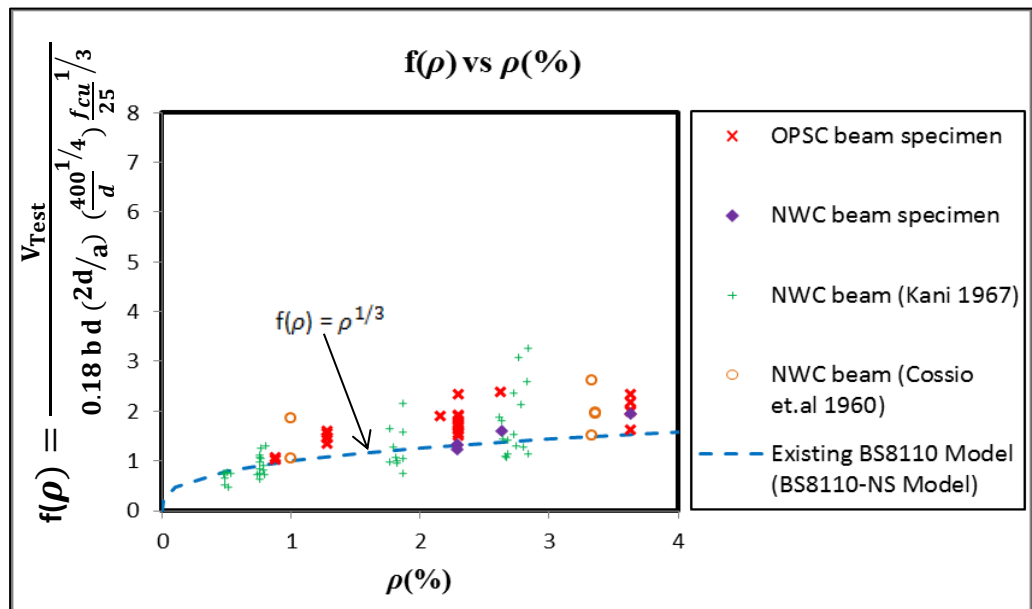 f(ρ) vs ρ(%)
f(ρ) = V_Test / 0.18 b d (2d/a) (400/d ^1/4) f_cu/25 ^1/3
8
7
6
5
4
3
2
1
0
f(ρ) = ρ^1/3
0 1 2 3 4
ρ(%)
OPSC beam specimen
NWC beam specimen
NWC beam (Kani 1967)
NWC beam (Cossio
et.al 1960)
Existing BS8110 Model
(BS8110-NS Model)